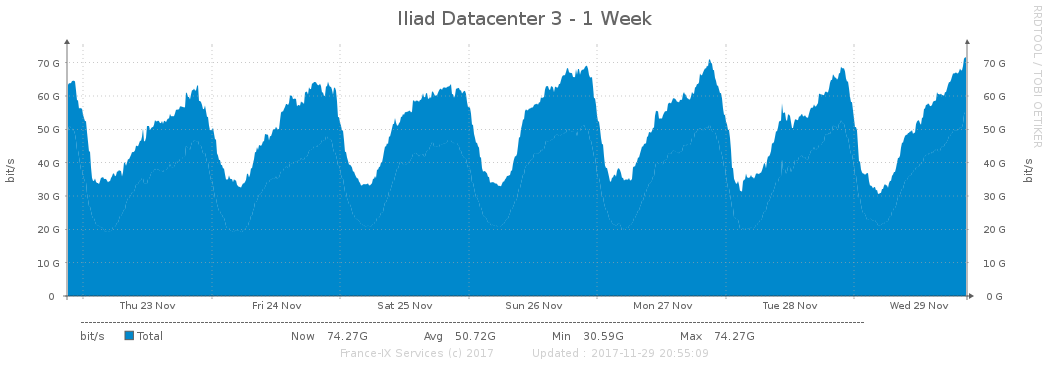 Iliad Datacenter 3 - 1 Week
RRDTOOL / TOBI OETIKER
70 G 70 G
60 G 60 G
50 G 50 G
40 G 40 G
30 G 30 G
20 G 20 G
10 G 10 G
0 0 G
bit/s bit/s
Thu 23 Nov Fri 24 Nov Sat 25 Nov Sun 26 Nov Mon 27 Nov Tue 28 Nov Wed 29 Nov
bit/s Total Now 74.27G Avg 50.72G Min 30.59G Max 74.27G
France-IX Services (c) 2017 Updated : 2017-11-29 20:55:09